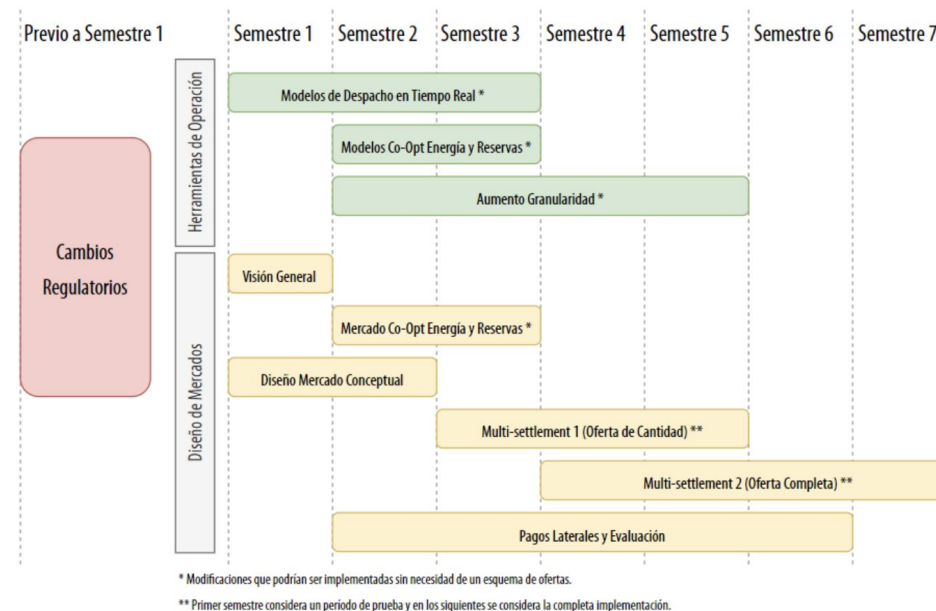 Previo a Semestre 1
Semestre 1
Semestre 2
Semestre 3
Semestre 4
Semestre 5
Semestre 6
Semestre 7
Cambios
Regulatorios
Herramientas de Operación
Modelos de Despacho en Tiempo Real *
Modelos Co-Opt Energía y Reservas *
Aumento Granularidad *
Diseño de Mercados
Visión General
Mercado Co-Opt Energía y Reservas *
Diseño Mercado Conceptual
Multi-settlement 1 (Oferta de Cantidad) **
Multi-settlement 2 (Oferta Completa) **
Pagos Laterales y Evaluación
* Modificaciones que podrían ser implementadas sin necesidad de un esquema de ofertas.
** Primer semestre considera un período de prueba y en los siguientes se considera la completa implementación.